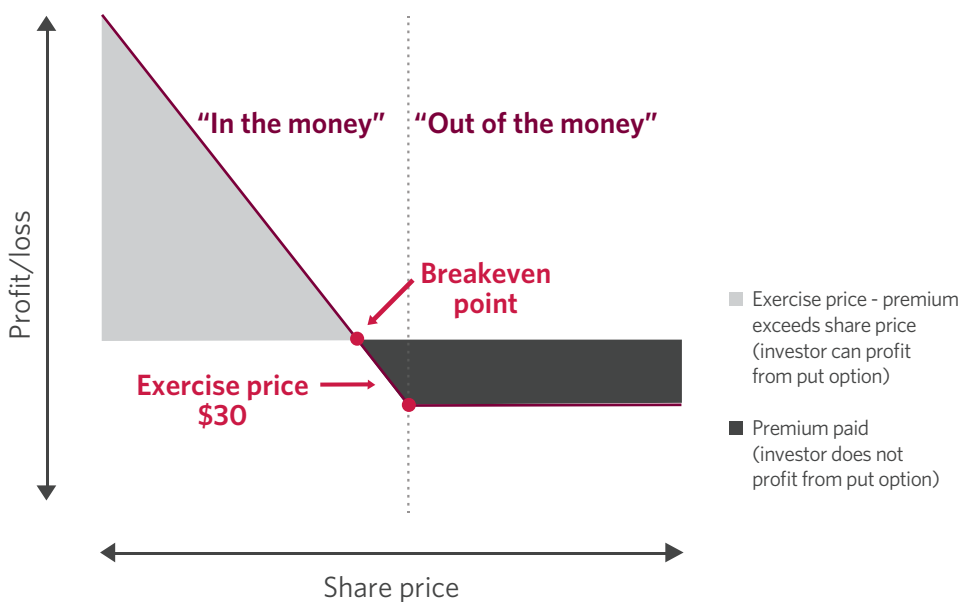 “In the money”
“Out of the money”
Profit/loss
Breakeven
point
Exercise price
$30
Exercise price - premium
exceeds share price
(investor can profit
from put option)
Premium paid
(investor does not
profit from put option)
Share price